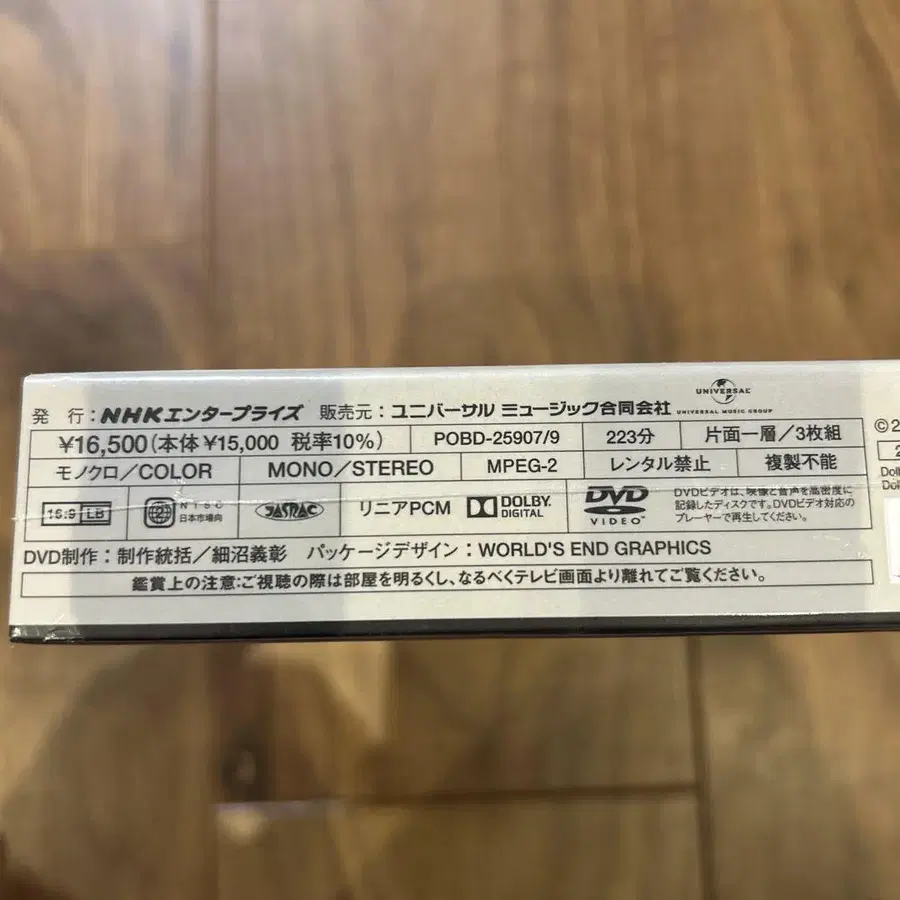 発 行：NHKエンタープライズ 販売元：ユニバーサル ミュージック合同会社 UNIVERSAL UNIVERSAL MUSIC GROUP
¥16,500(本体¥15,000 税率10%) POBD-25907/9 223分 片面一層/3枚組
モノクロ/COLOR MONO/STEREO MPEG-2 レンタル禁止 複製不能
16:9 LB 2 NTSC 日本市場向 JASRAC リニアPCM DOLBY DIGITAL DVD VIDEO
DVDビデオは、映像と音声を高密度に
記録したディスクです。DVDビデオ対応の
プレーヤーで再生してください。
DVD制作：制作統括/細沼義彰 パッケージデザイン：WORLD'S END GRAPHICS
鑑賞上の注意：ご視聴の際は部屋を明るくし、なるべくテレビ画面より離れてご覧ください。